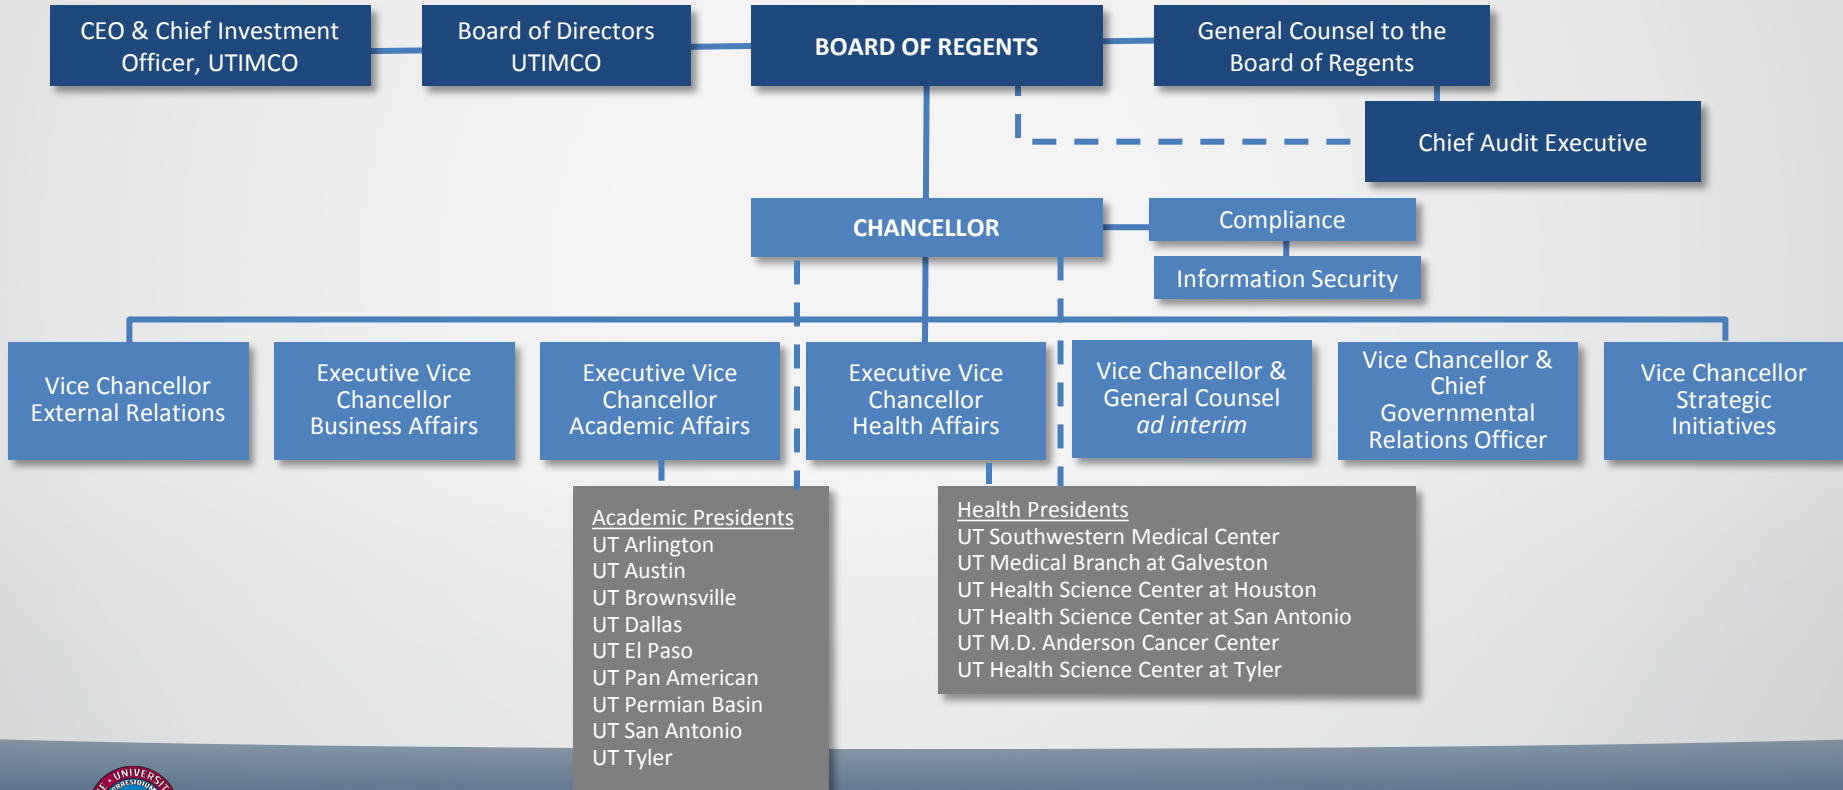 CEO & Chief Investment
Officer, UTIMCO
Board of Directors
UTIMCO
BOARD OF REGENTS
General Counsel to the
Board of Regents
Chief Audit Executive
CHANCELLOR
Compliance
Information Security
Vice Chancellor
External Relations
Executive Vice
Chancellor
Business Affairs
Executive Vice
Chancellor
Academic Affairs
Executive Vice
Chancellor
Health Affairs
Vice Chancellor &
General Counsel
ad interim
Vice Chancellor &
Chief
Governmental
Relations Officer
Vice Chancellor
Strategic
Initiatives
Academic Presidents
UT Arlington
UT Austin
UT Brownsville
UT Dallas
UT El Paso
UT Pan American
UT Permian Basin
UT San Antonio
UT Tyler
Health Presidents
UT Southwestern Medical Center
UT Medical Branch at Galveston
UT Health Science Center at Houston
UT Health Science Center at San Antonio
UT M.D. Anderson Cancer Center
UT Health Science Center at Tyler